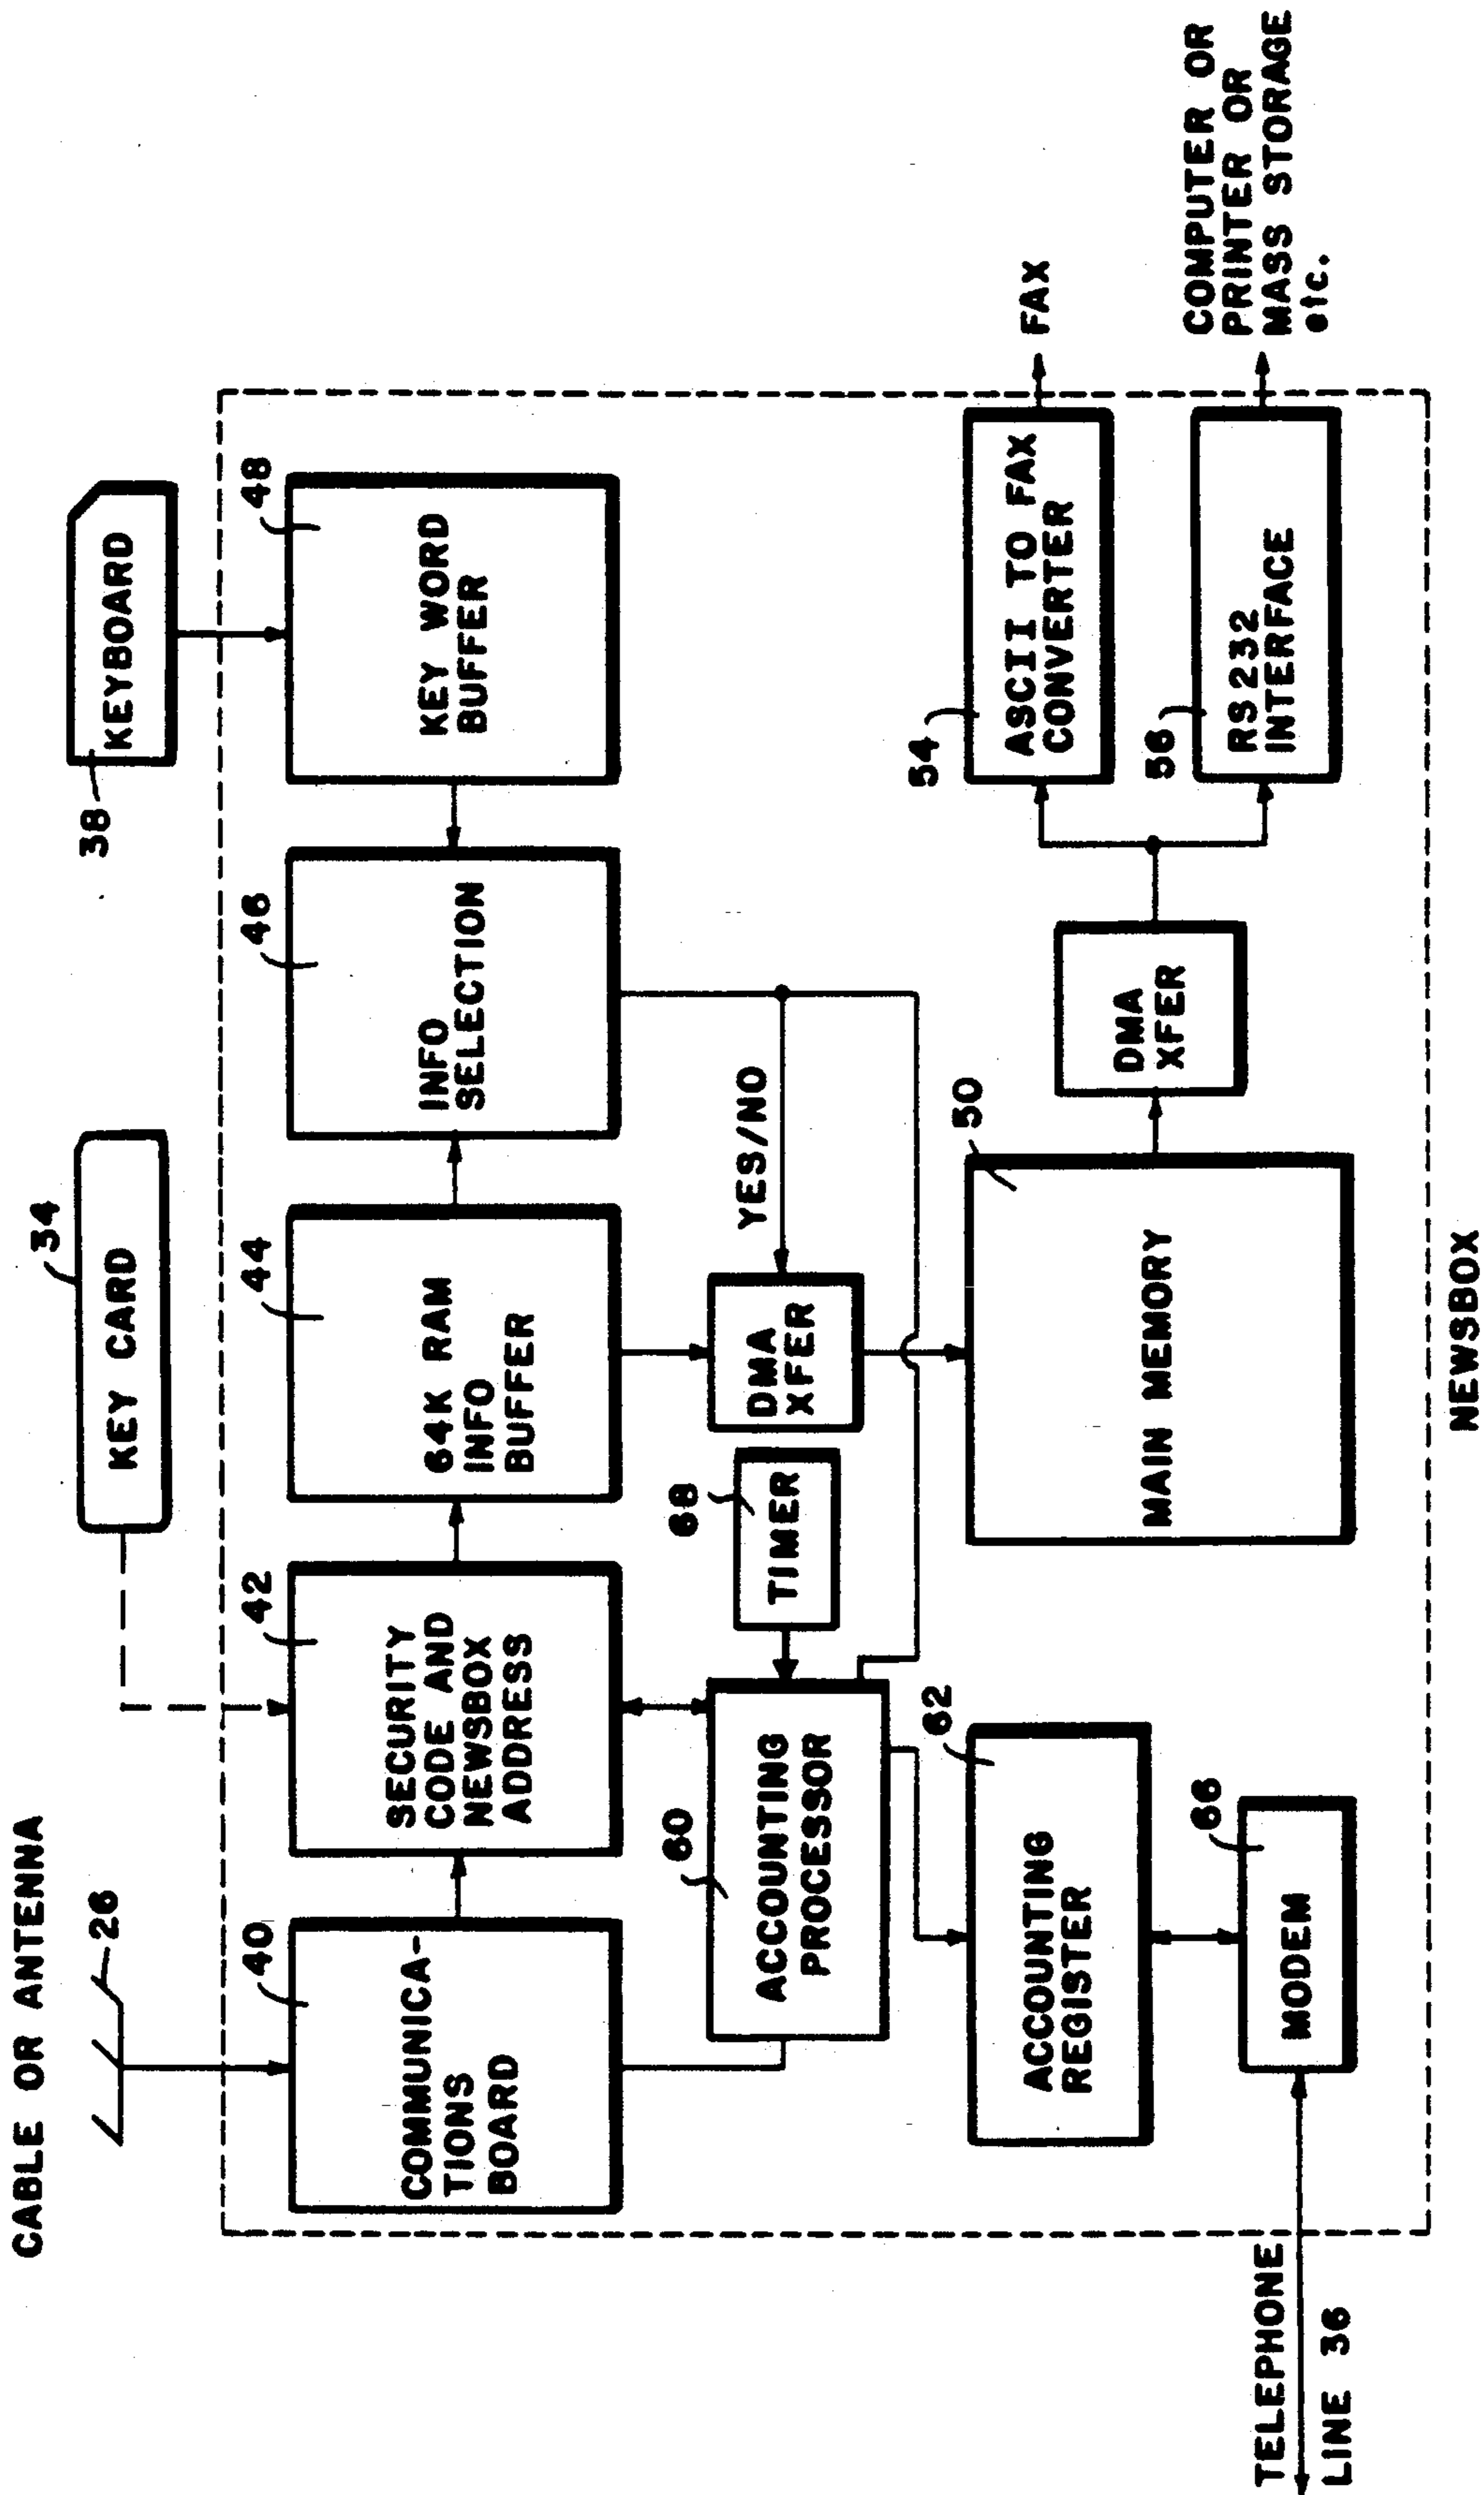 CABLE OR ANTENNA
28
34
KEY CARD
38
KEYBOARD
40
COMMUNICA-
TIONS
BOARD
42
SECURITY
CODE AND
NEWSBOX
ADDRESS
44
64K RAM
INFO
BUFFER
46
INFO
SELECTION
48
KEY WORD
BUFFER
60
ACCOUNTING
PROCESSOR
68
TIMER
DMA
XFER
YES/NO
62
ACCOUNTING
REGISTER
50
MAIN MEMORY
DMA
XFER
54
ASCII TO FAX
CONVERTER
FAX
56
RS232
INTERFACE
COMPUTER OR
PRINTER OR
MASS STORAGE
etc.
66
MODEM
TELEPHONE
LINE 36
NEWSBOX